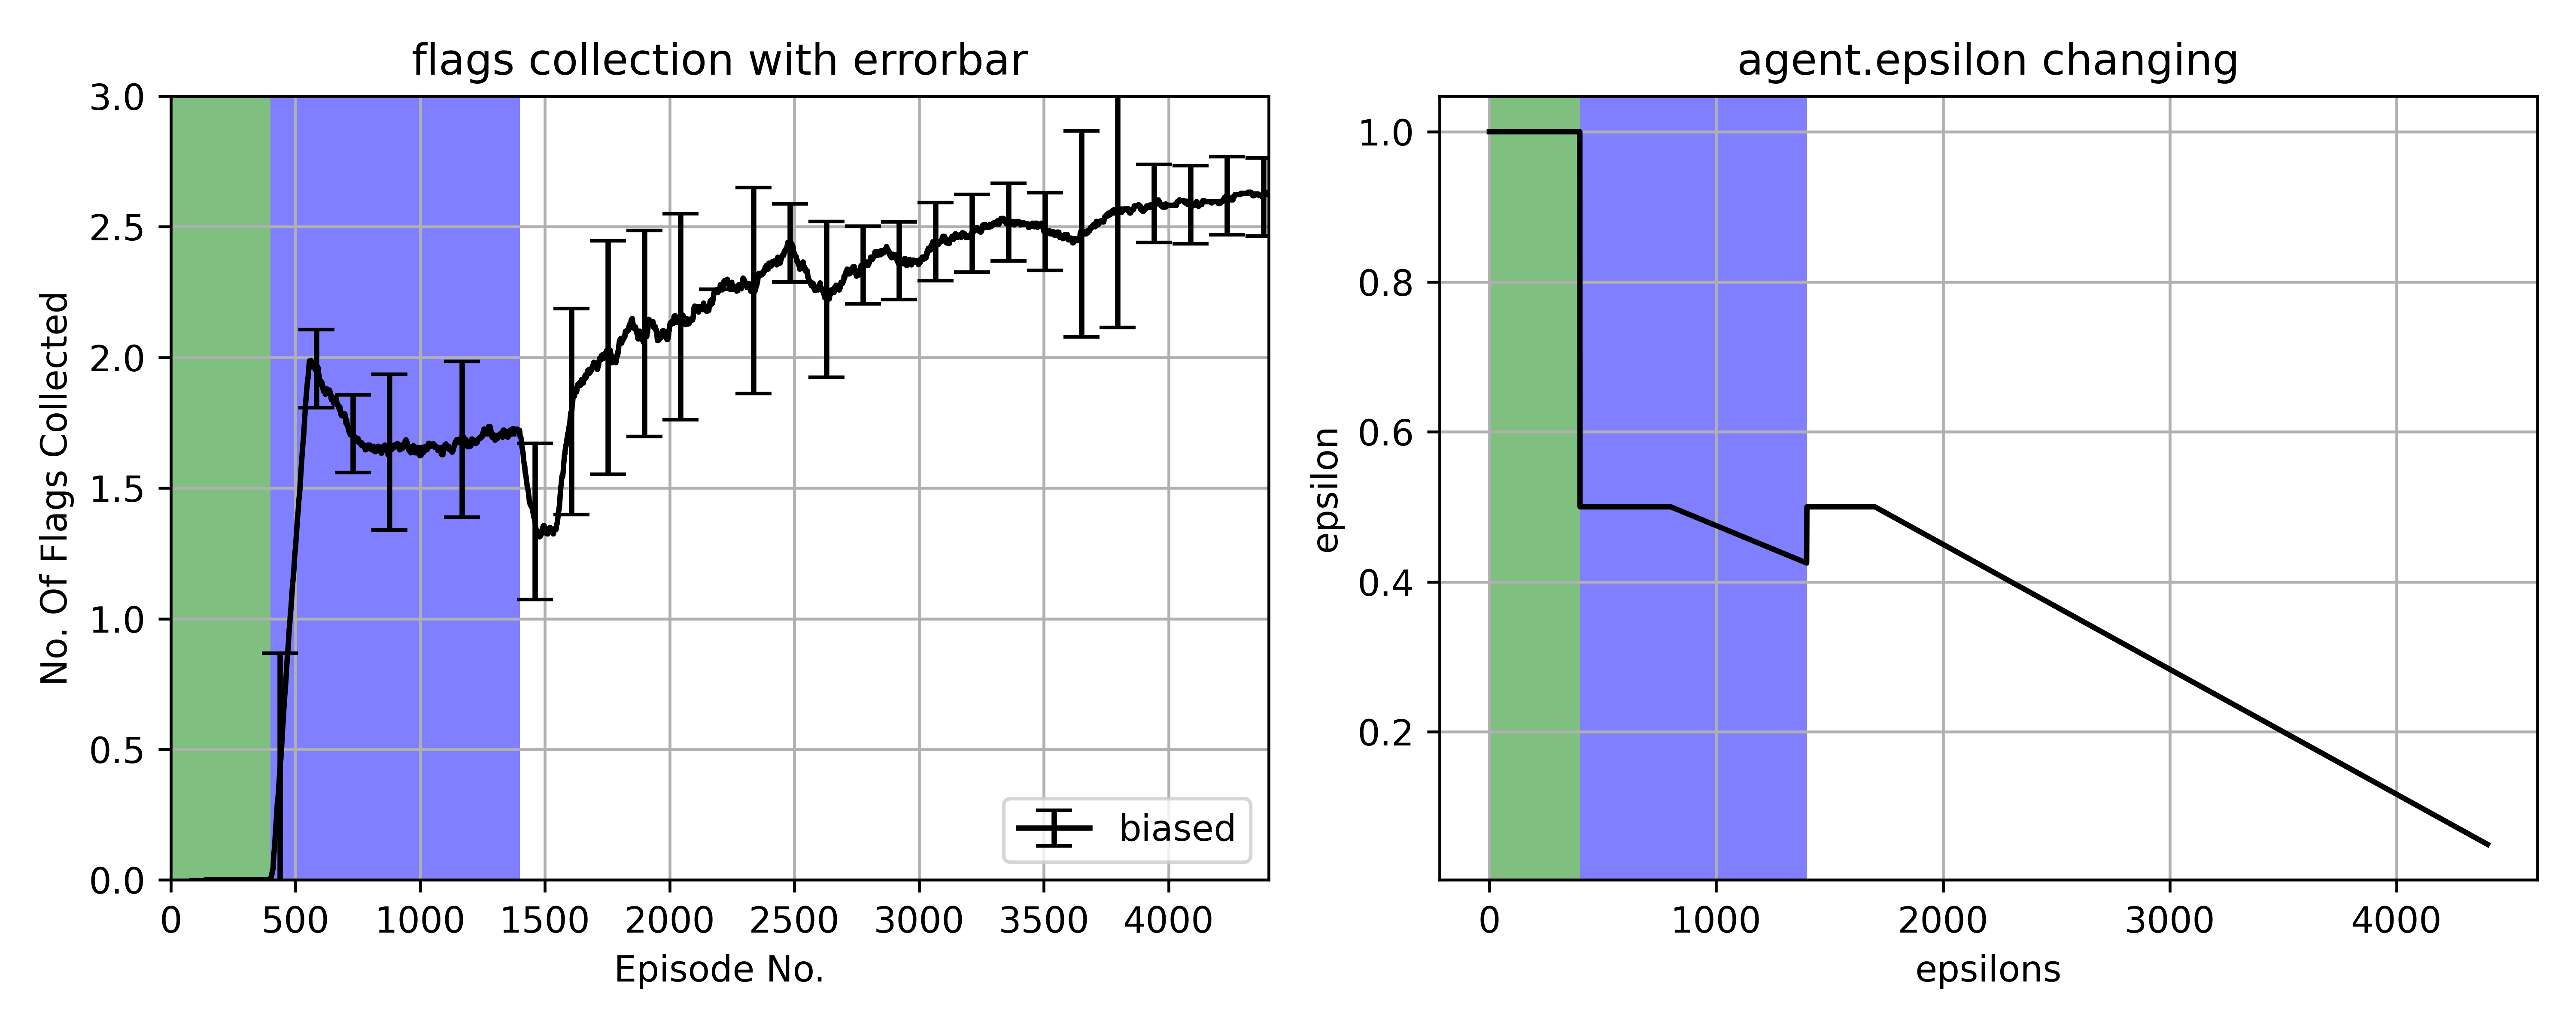 flags collection with errorbar
3.0
2.5
2.0
1.5
1.0
0.5
0.0
No. Of Flags Collected
0 500 1000 1500 2000 2500 3000 3500 4000
Episode No.
biased
agent.epsilon changing
1.0
0.8
0.6
0.4
0.2
epsilon
0 1000 2000 3000 4000
epsilons